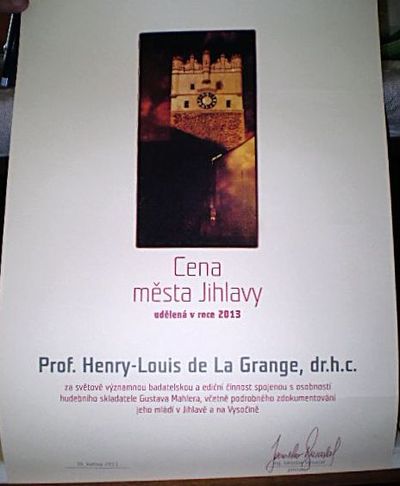 Cena
města Jihlavy
udělená v roce 2013
Prof. Henry-Louis de La Grange, dr.h.c.
za světově významnou badatelskou a ediční činnost spojenou s osobností
hudebního skladatele Gustava Mahlera, včetně podrobného zdokumentování
jeho mládí v Jihlavě a na Vysočině